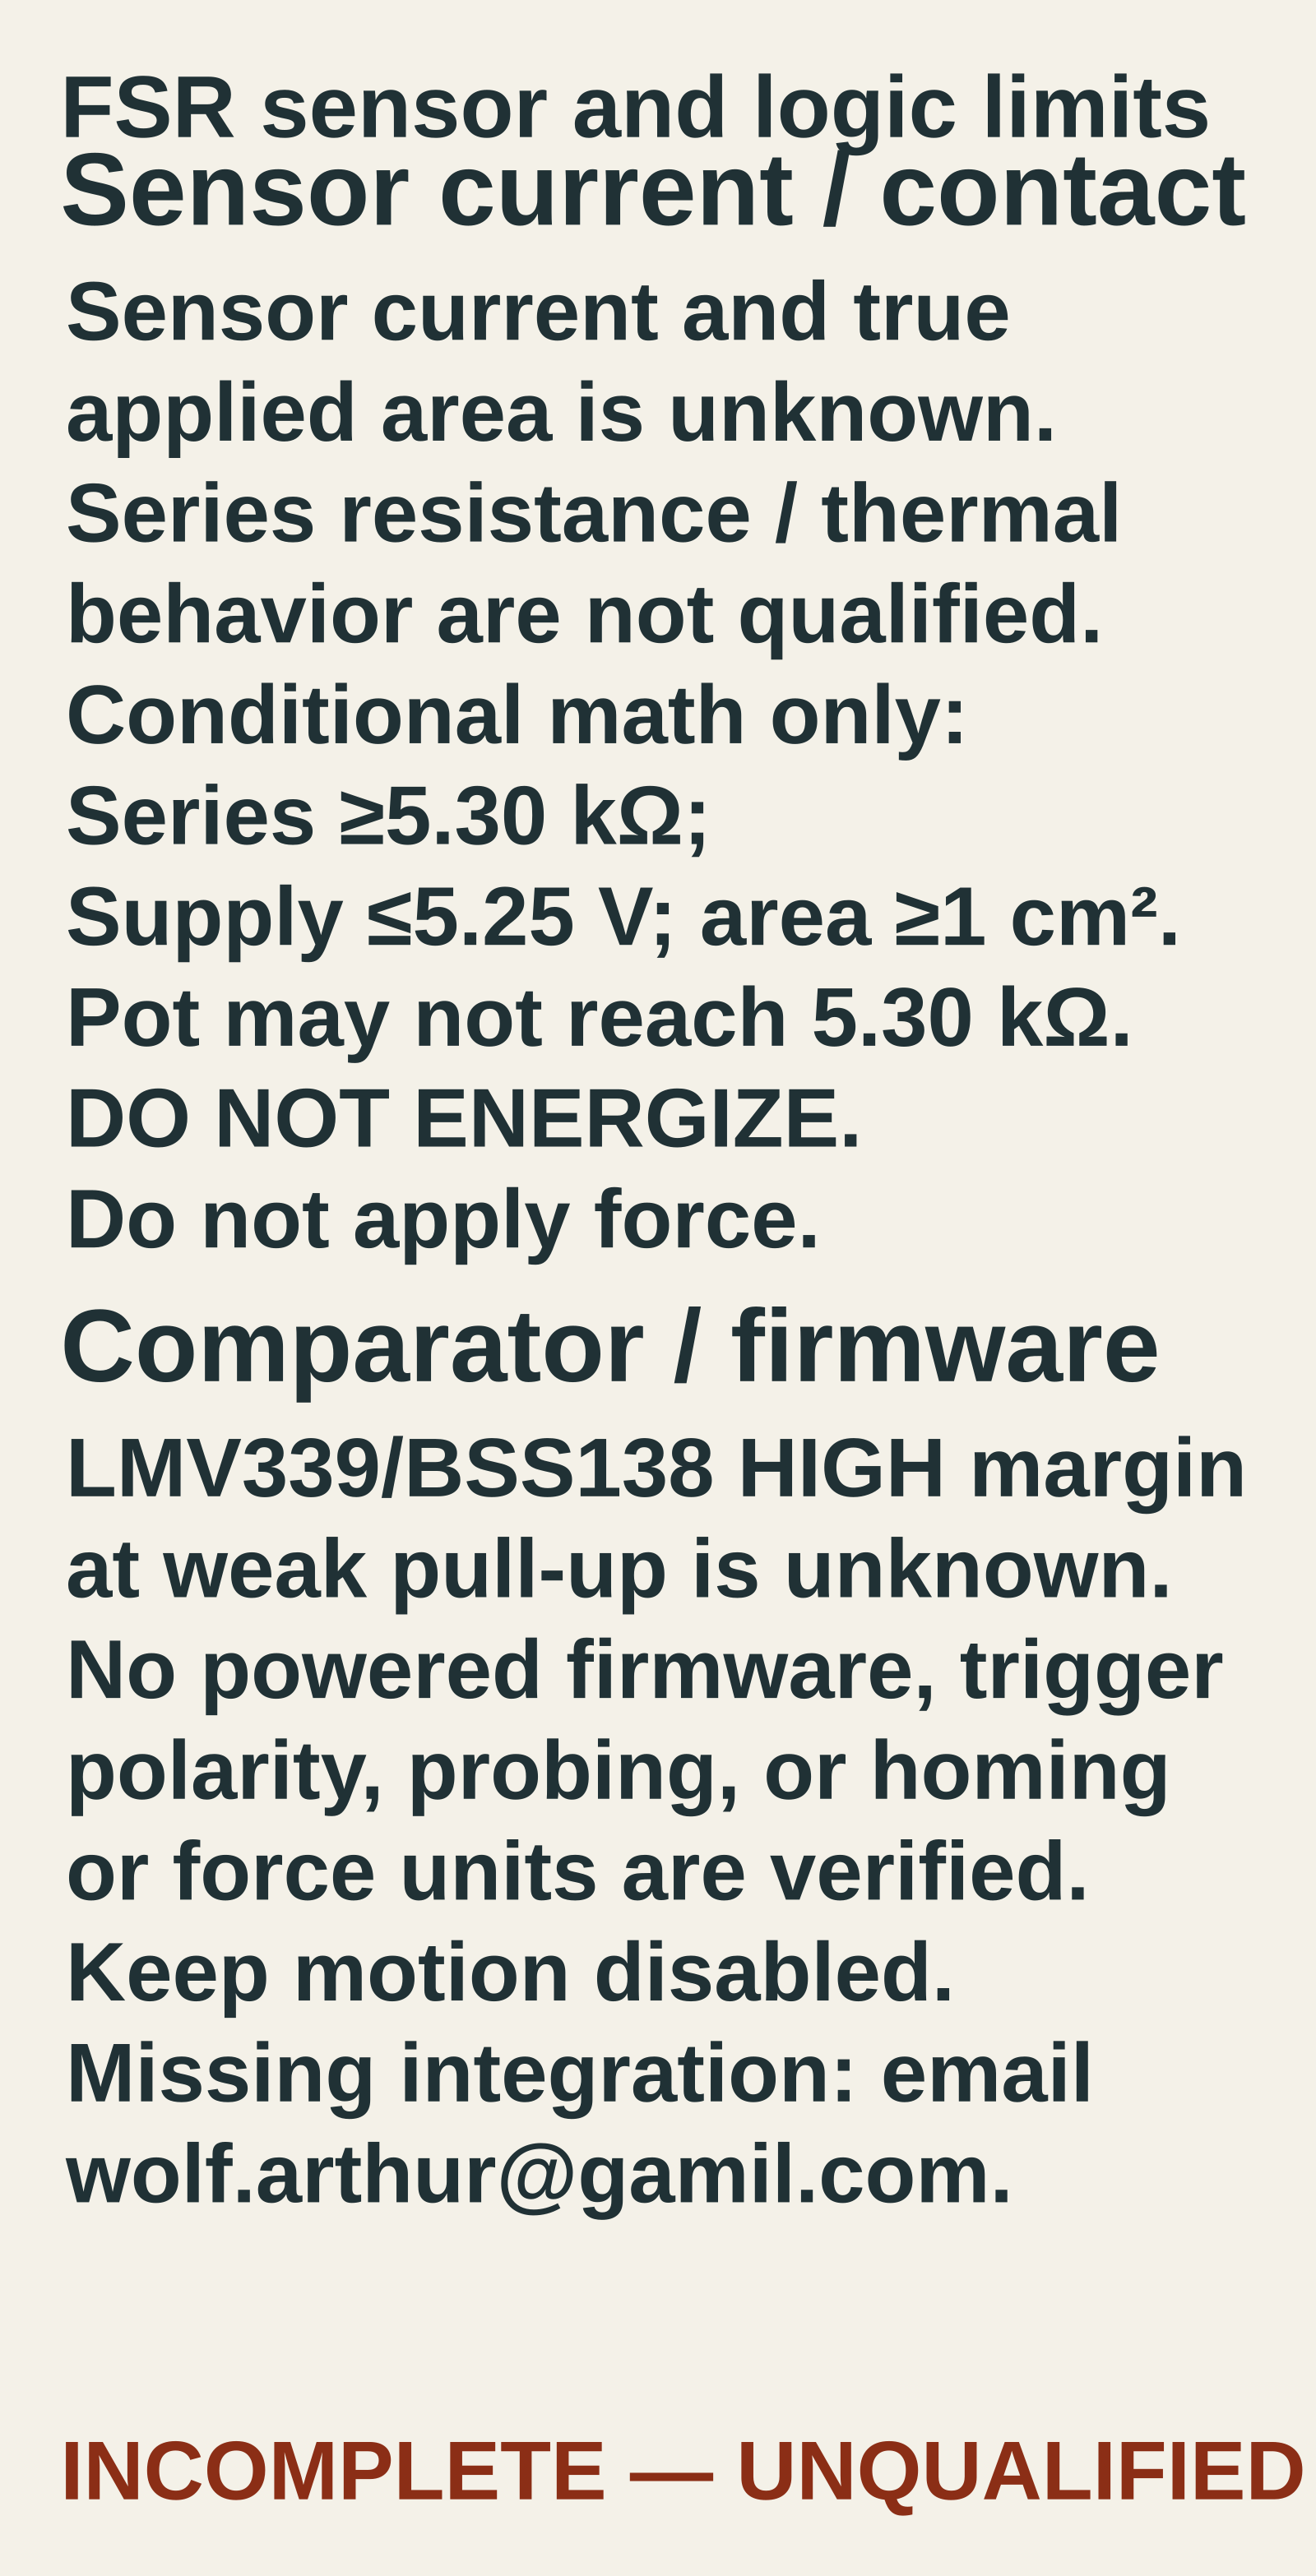 FSR sensor and logic limits
Sensor current / contact
Sensor current and true
applied area is unknown.
Series resistance / thermal
behavior are not qualified.
Conditional math only:
Series ≥5.30 kΩ;
Supply ≤5.25 V; area ≥1 cm².
Pot may not reach 5.30 kΩ.
DO NOT ENERGIZE.
Do not apply force.
Comparator / firmware
LMV339/BSS138 HIGH margin
at weak pull-up is unknown.
No powered firmware, trigger
polarity, probing, or homing
or force units are verified.
Keep motion disabled.
Missing integration: email
wolf.arthur@gamil.com.
INCOMPLETE — UNQUALIFIED